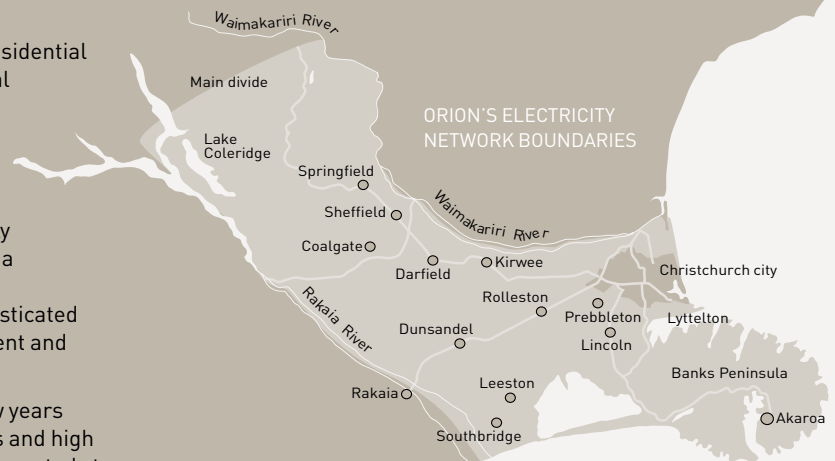 sidential
l
y
a
sticated
ent and
w years
s and high
Waimakariri River
Main divide
Lake
Coleridge
ORION'S ELECTRICITY
NETWORK BOUNDARIES
Springfield
Sheffield
Waimakariri River
Coalgate
Darfield
Kirwee
Christchurch city
Rolleston
Rakaia River
Prebbleton
Lyttelton
Dunsandel
Lincoln
Banks Peninsula
Rakaia
Leeston
Akaroa
Southbridge